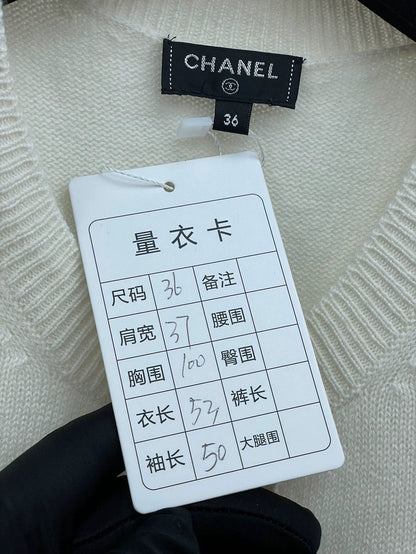 CHANEL
36
量衣卡
尺码 36 备注
肩宽 37 腰围
胸围 100 臀围
衣长 52 裤长
袖长 50 大腿围